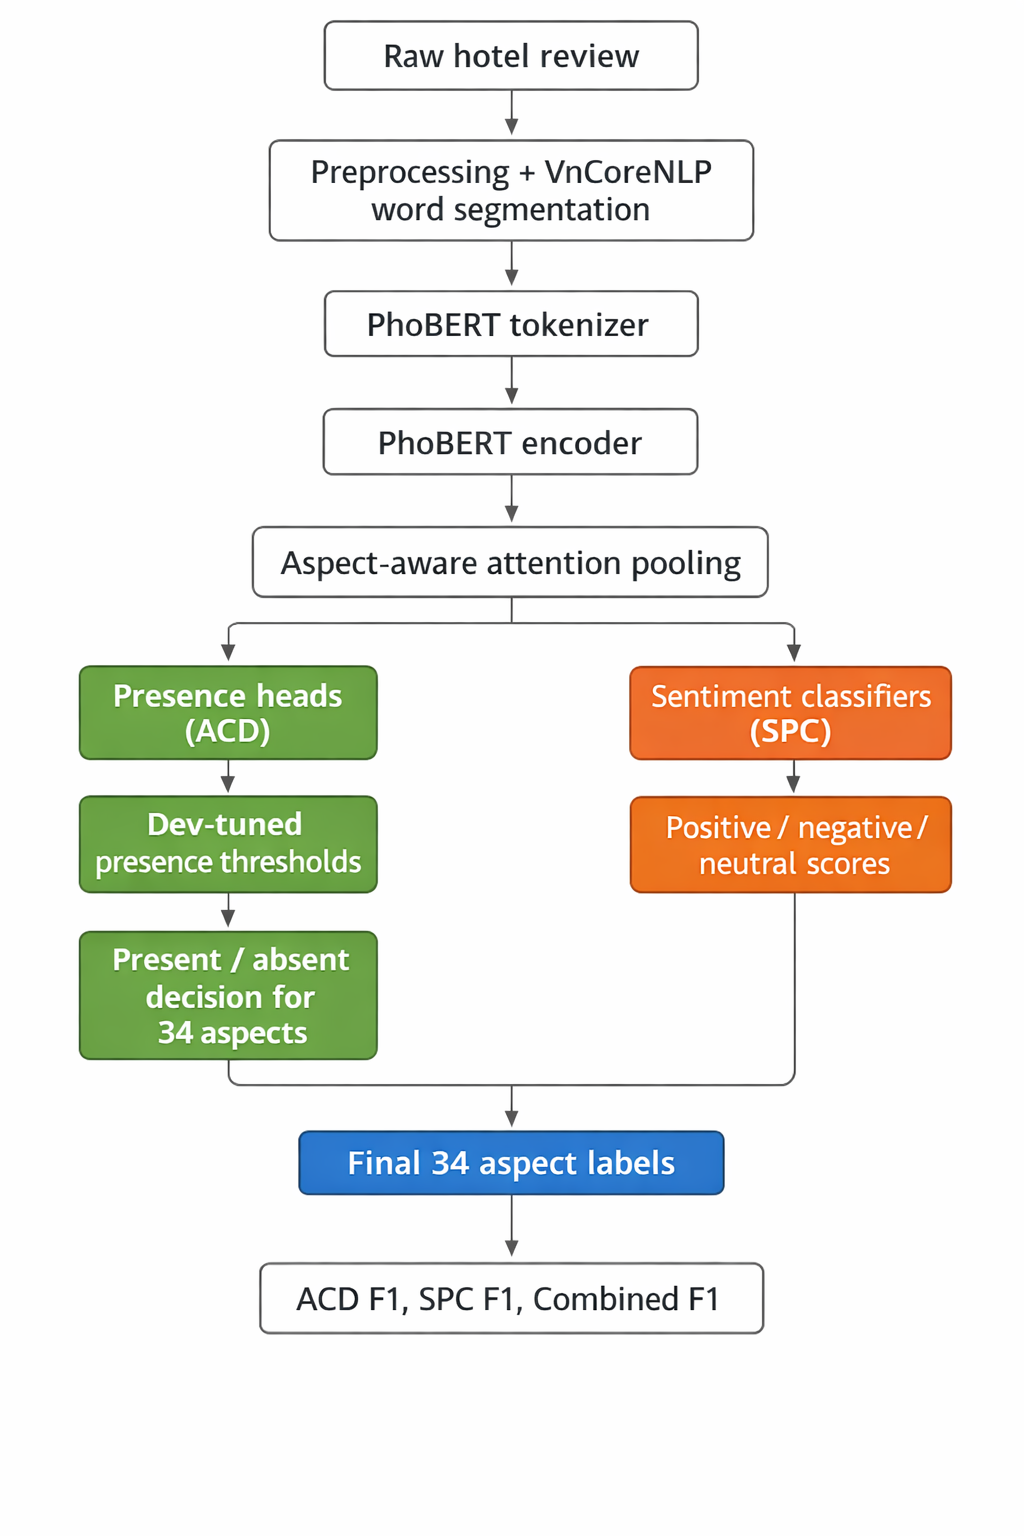 Raw hotel review
Preprocessing + VnCoreNLP
word segmentation
PhoBERT tokenizer
PhoBERT encoder
Aspect-aware attention pooling
Presence heads
(ACD)
Dev-tuned
presence thresholds
Present / absent
decision for
34 aspects
Sentiment classifiers
(SPC)
Positive / negative /
neutral scores
Final 34 aspect labels
ACD F1, SPC F1, Combined F1